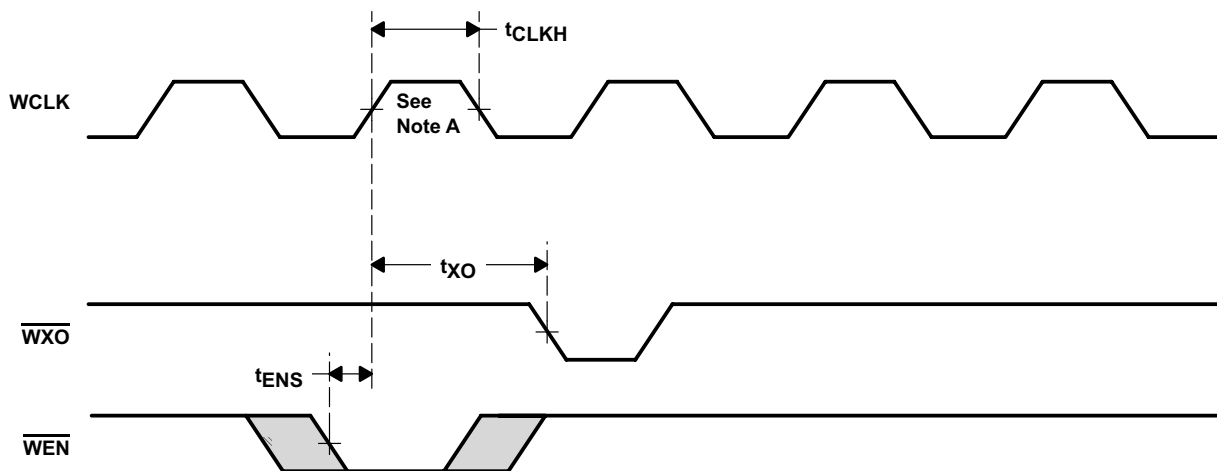 tCLKH
WCLK
See
Note A
tXO
WXO
tENS
WEN